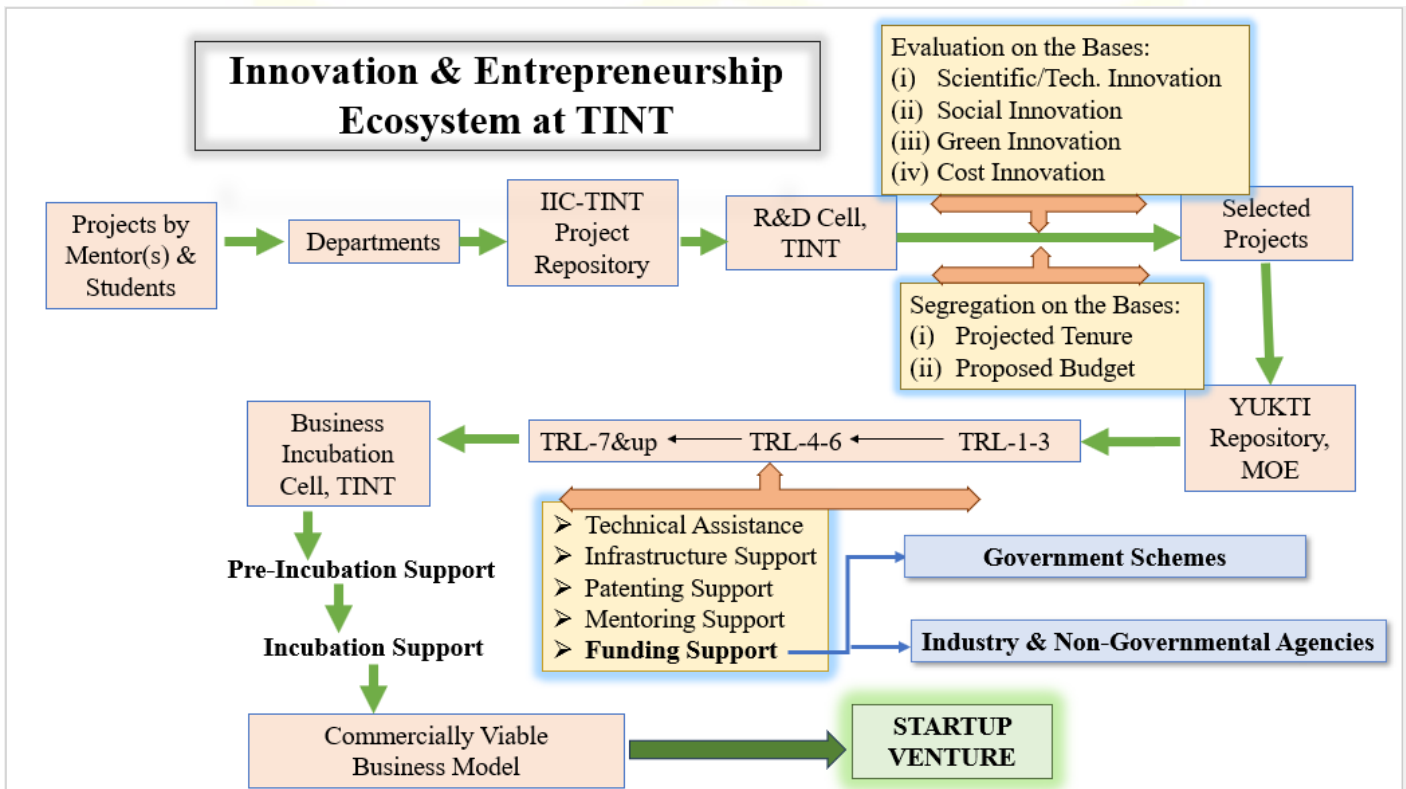 Innovation & Entrepreneurship
Ecosystem at TINT
Evaluation on the Bases:
(i) Scientific/Tech. Innovation
(ii) Social Innovation
(iii) Green Innovation
(iv) Cost Innovation
Projects by
Mentor(s) &
Students
Departments
IIC-TINT
Project
Repository
R&D Cell,
TINT
Selected
Projects
Segregation on the Bases:
(i) Projected Tenure
(ii) Proposed Budget
YUKTI
Repository,
MOE
TRL-7&up
TRL-4-6
TRL-1-3
Business
Incubation
Cell, TINT
➢ Technical Assistance
➢ Infrastructure Support
➢ Patenting Support
➢ Mentoring Support
➢ Funding Support
Government Schemes
Industry & Non-Governmental Agencies
Pre-Incubation Support
Incubation Support
Commercially Viable
Business Model
STARTUP
VENTURE